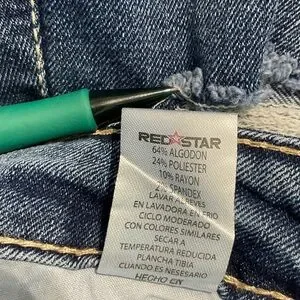 RED STAR
64% ALGODON
24% POLIESTER
10% RAYON
2% SPANDEX
LAVAR AL REVES
EN LAVADORA EN FRIO
CICLO MODERADO
CON COLORES SIMILARES
SECAR A
TEMPERATURA REDUCIDA
PLANCHA TIBIA
CUANDO ES NECESARIO
HECHO EN